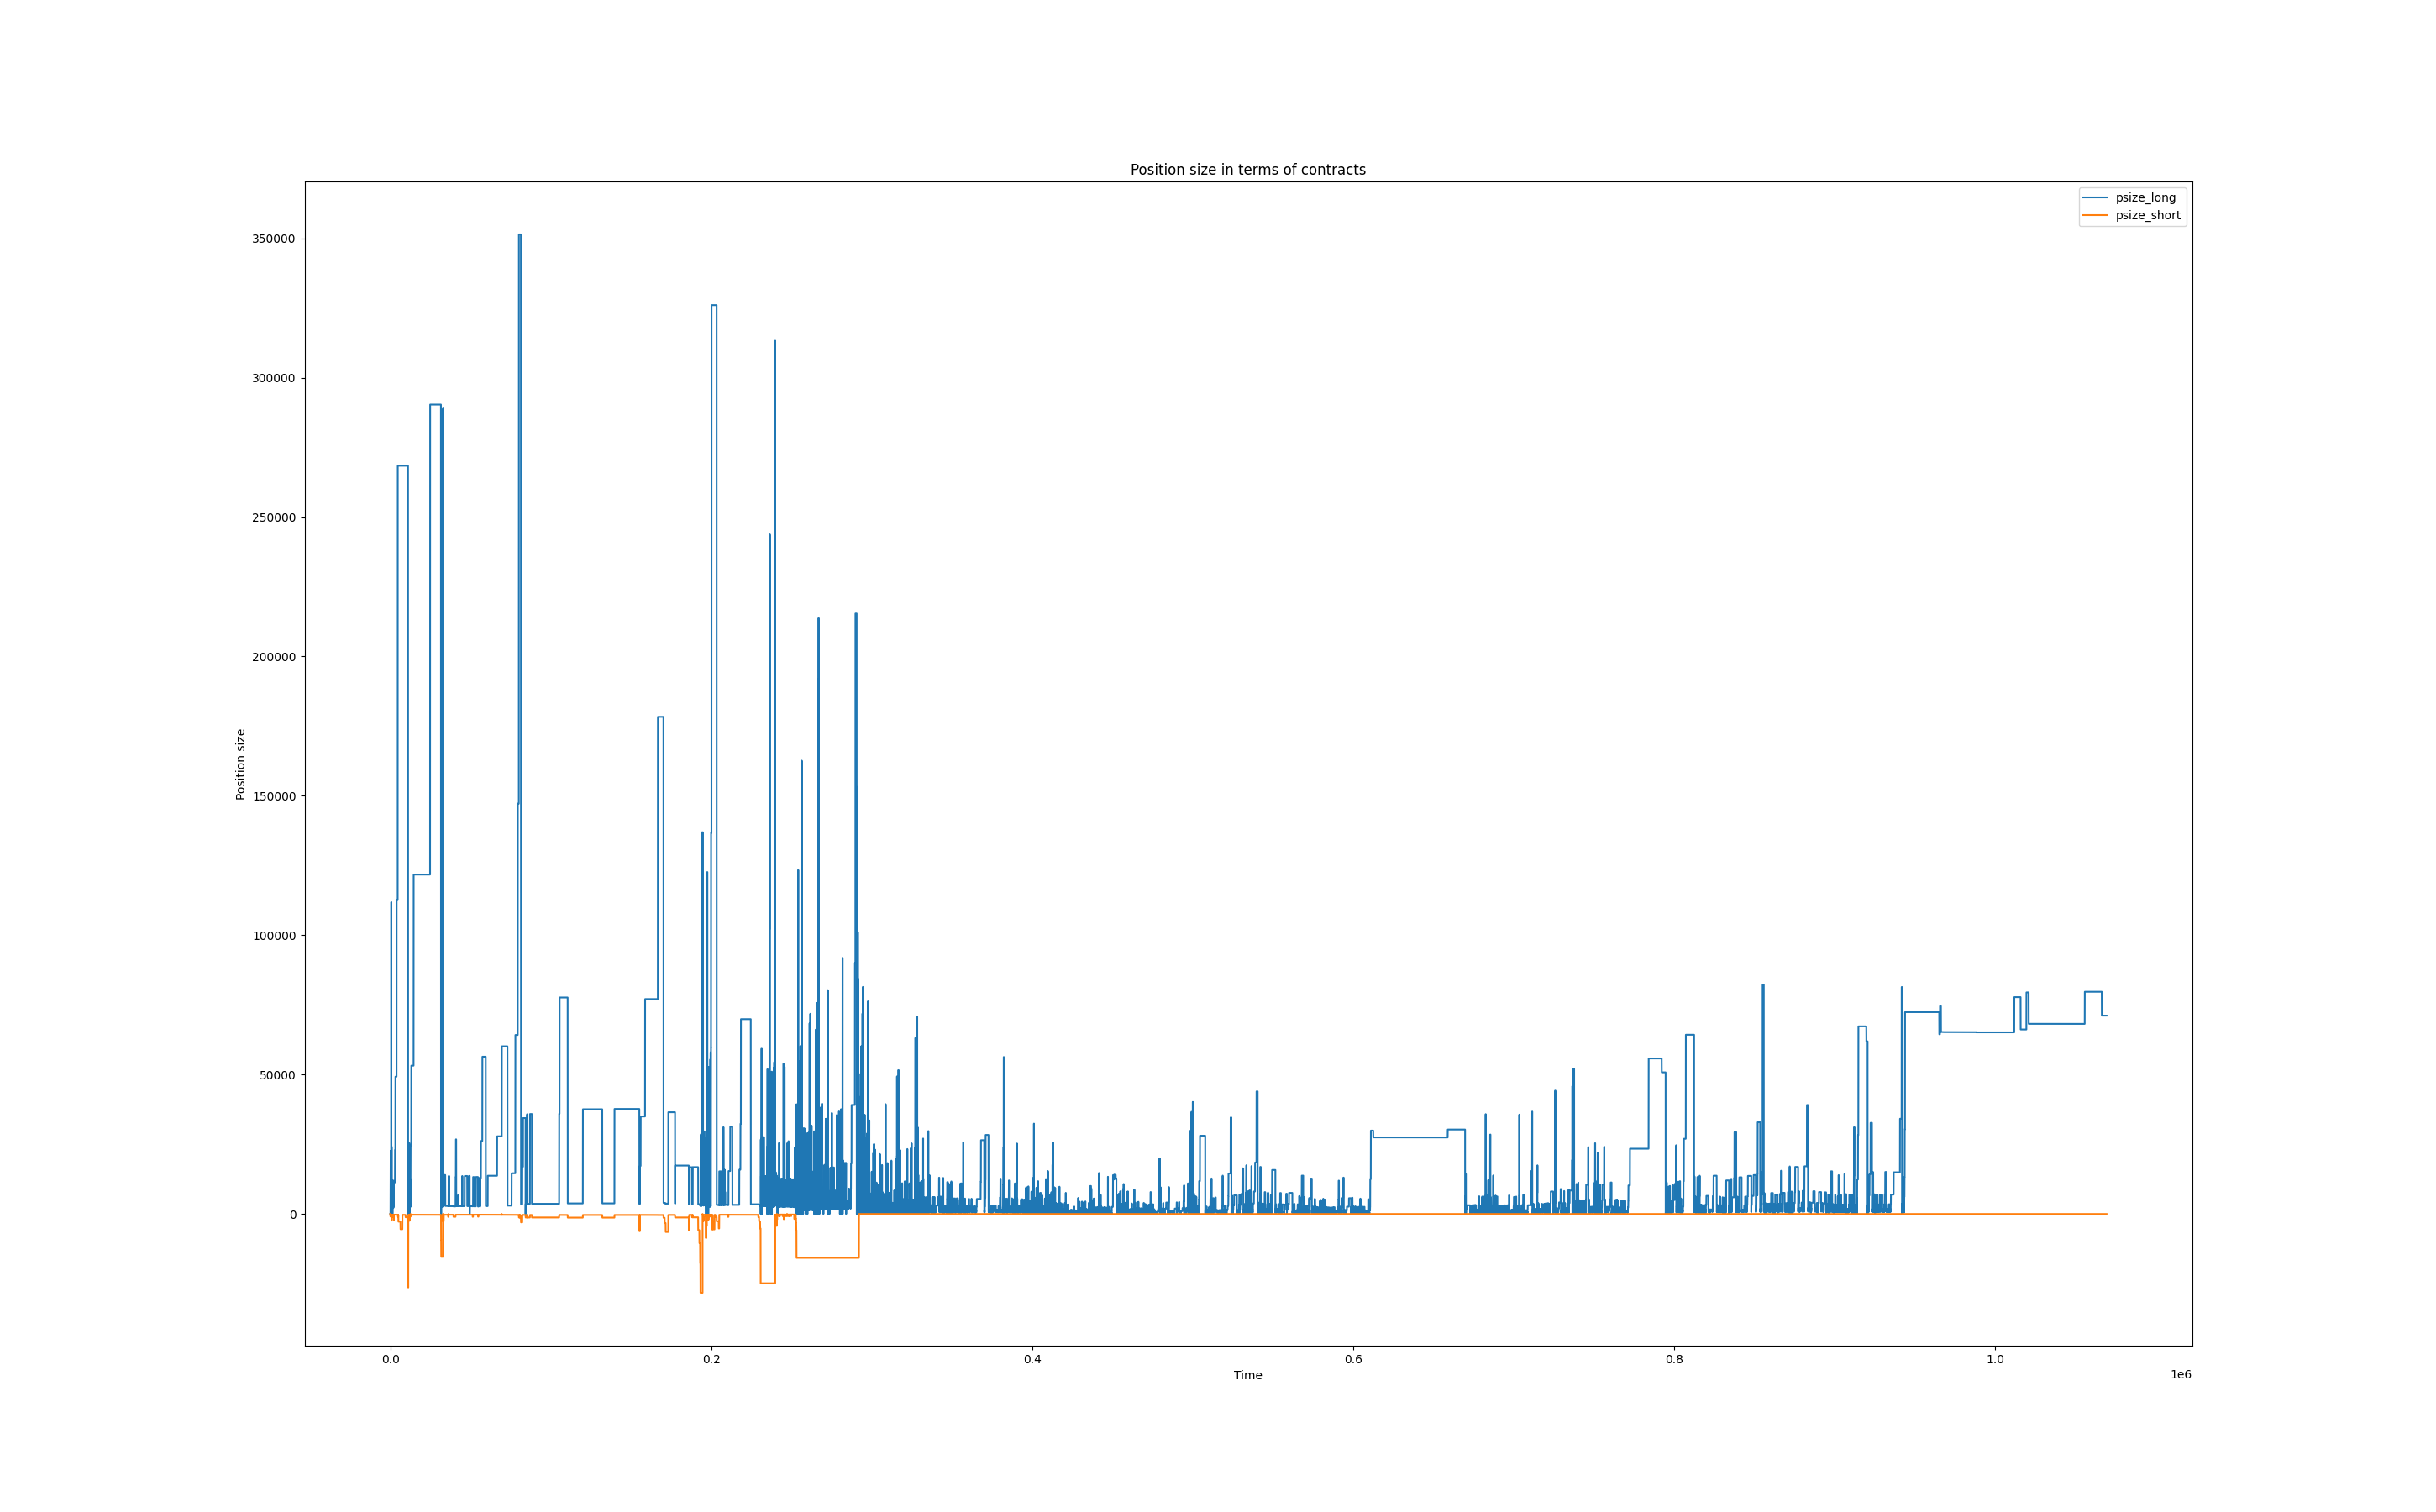 Position size in terms of contracts
psize_long
psize_short
350000
300000
250000
200000
150000
100000
50000
0
Position size
0.0 0.2 0.4 0.6 0.8 1.0
Time
1e6